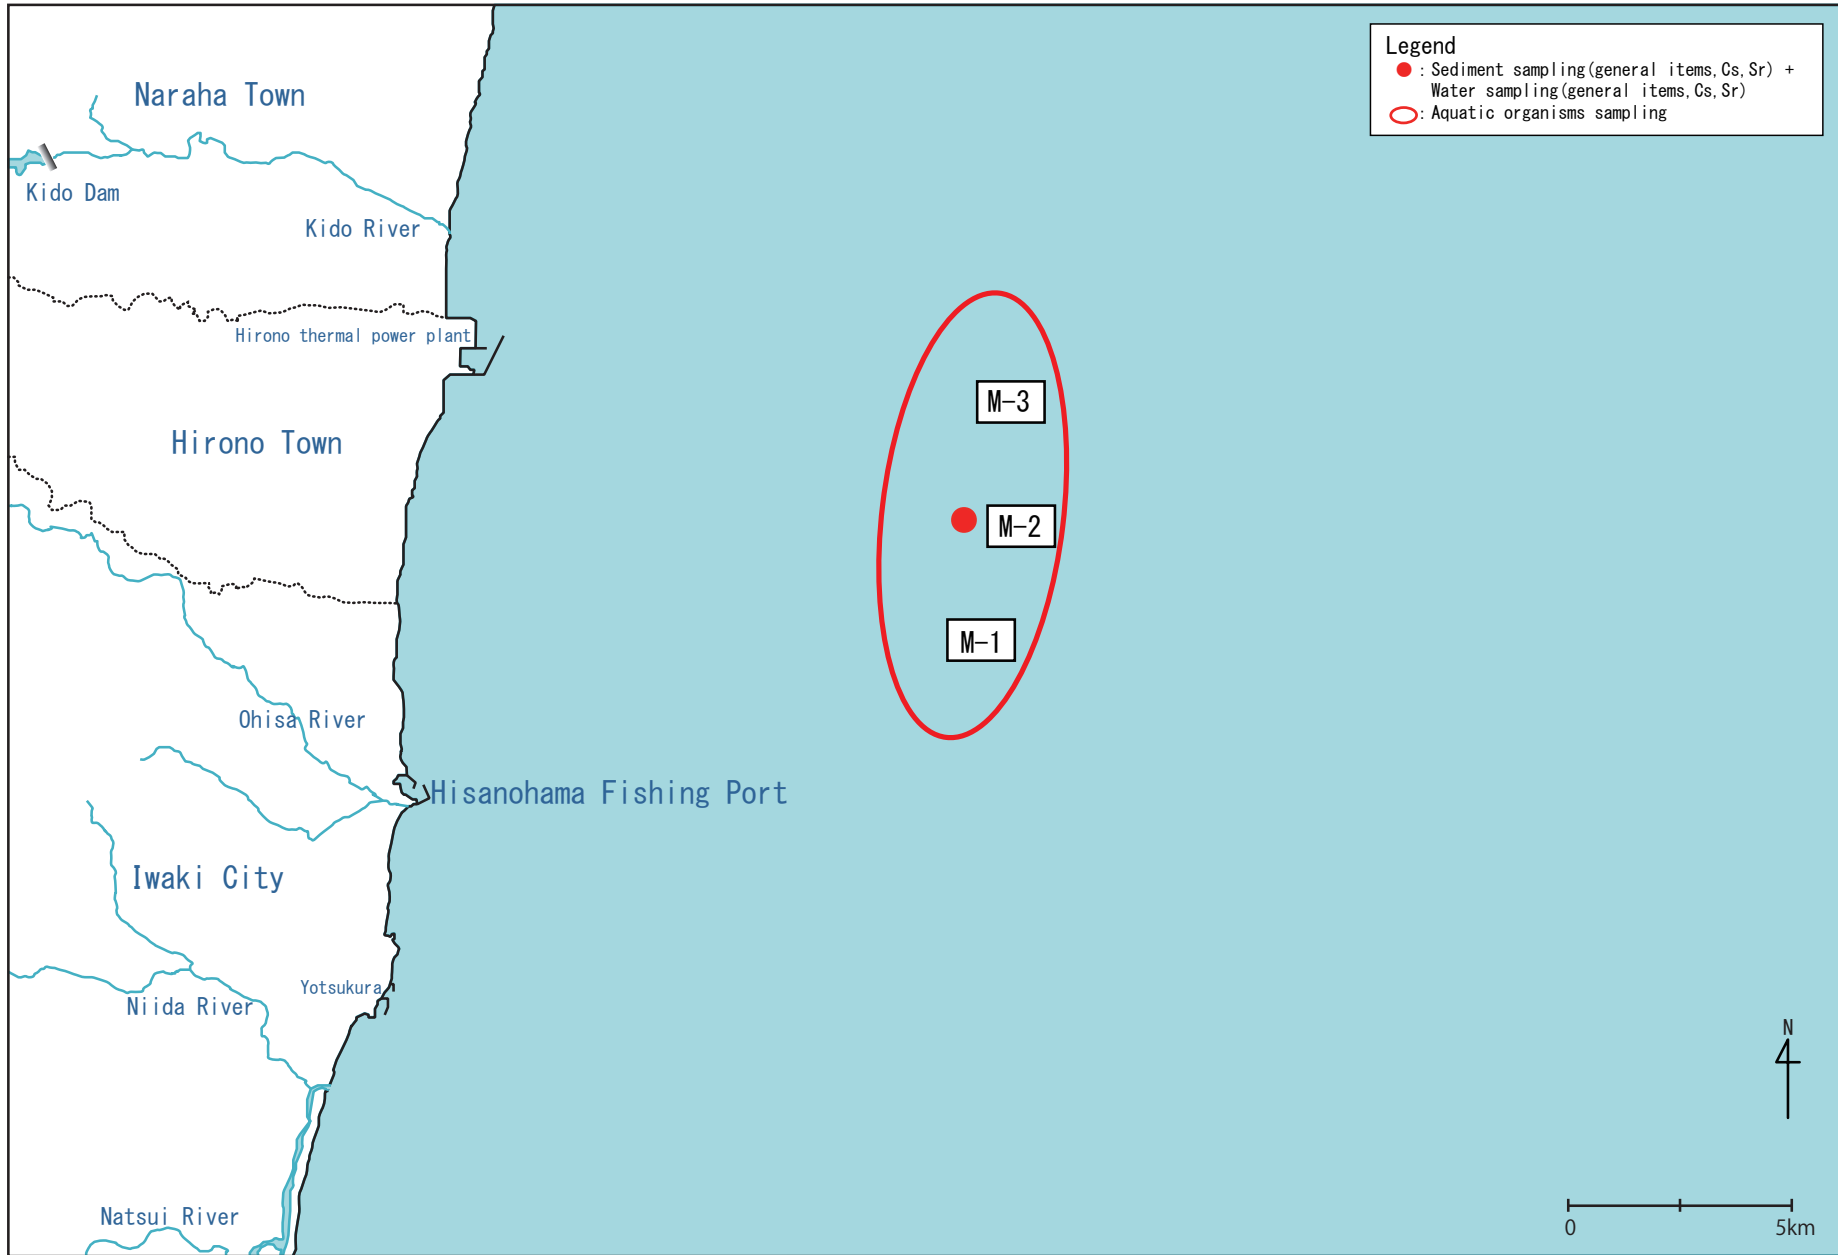 Legend
: Sediment sampling(general items,Cs,Sr) +
Water sampling(general items,Cs,Sr)
: Aquatic organisms sampling
Naraha Town
Kido Dam
Kido River
Hirono thermal power plant
Hirono Town
M-3
M-2
M-1
Ohisa River
Hisanohama Fishing Port
Iwaki City
Yotsukura
Niida River
Natsui River
N
0 5km